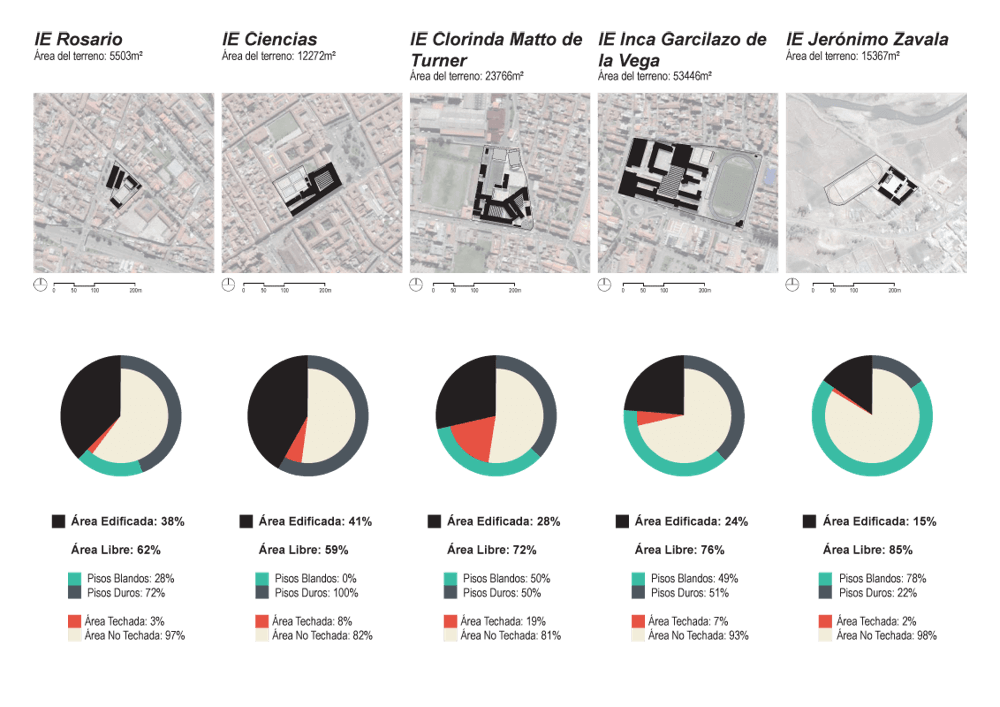 IE Rosario
Área del terreno: 5503m²
IE Ciencias
Área del terreno: 12272m²
IE Clorinda Matto de
Turner
Área del terreno: 23766m²
IE Inca Garcilazo de
la Vega
Área del terreno: 53446m²
IE Jerónimo Zavala
Área del terreno: 15367m²
0 50 100 200m
0 50 100 200m
0 50 100 200m
0 50 100 200m
0 50 100 200m
Área Edificada: 38%
Área Libre: 62%
Pisos Blandos: 28%
Pisos Duros: 72%
Área Techada: 3%
Área No Techada: 97%
Área Edificada: 41%
Área Libre: 59%
Pisos Blandos: 0%
Pisos Duros: 100%
Área Techada: 8%
Área No Techada: 82%
Área Edificada: 28%
Área Libre: 72%
Pisos Blandos: 50%
Pisos Duros: 50%
Área Techada: 19%
Área No Techada: 81%
Área Edificada: 24%
Área Libre: 76%
Pisos Blandos: 49%
Pisos Duros: 51%
Área Techada: 7%
Área No Techada: 93%
Área Edificada: 15%
Área Libre: 85%
Pisos Blandos: 78%
Pisos Duros: 22%
Área Techada: 2%
Área No Techada: 98%